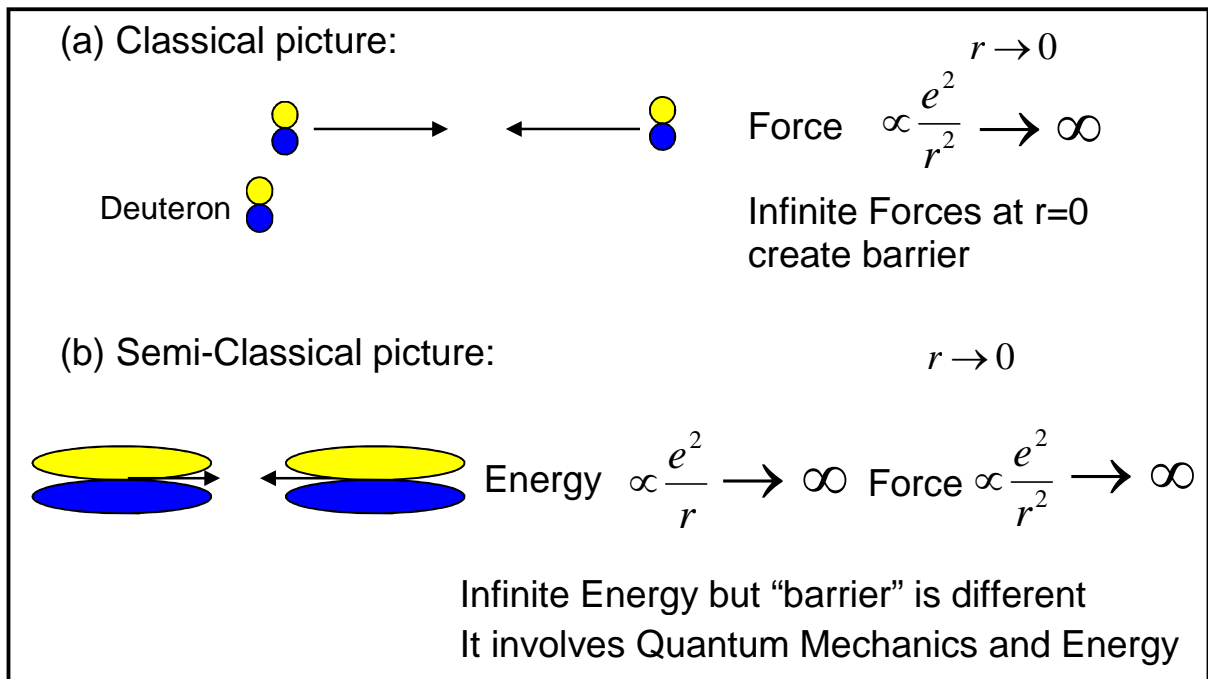 (a) Classical picture:
r → 0
Force ∝ e²/r² → ∞
Deuteron
Infinite Forces at r=0
create barrier
(b) Semi-Classical picture:
r → 0
Energy ∝ e²/r → ∞ Force ∝ e²/r² → ∞
Infinite Energy but “barrier” is different
It involves Quantum Mechanics and Energy